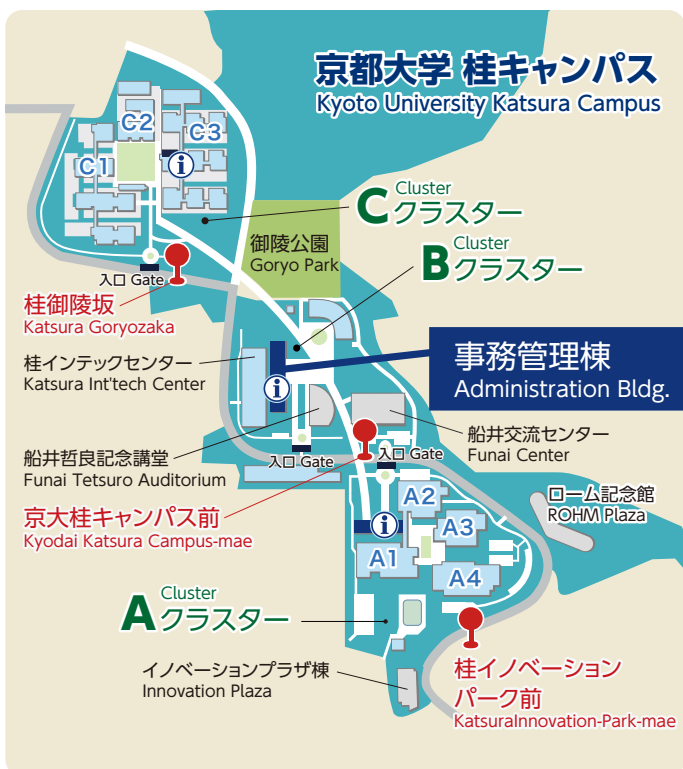 京都大学 桂キャンパス
Kyoto University Katsura Campus
C2
C3
C1
i
Cluster
Cクラスター
御陵公園
Goryo Park
Cluster
Bクラスター
入口 Gate
桂御陵坂
Katsura Goryozaka
事務管理棟
Administration Bldg.
桂インテックセンター
Katsura Int'tech Center
i
船井交流センター
Funai Center
船井哲良記念講堂
Funai Tetsuro Auditorium
入口 Gate
入口 Gate
京大桂キャンパス前
Kyodai Katsura Campus-mae
ローム記念館
ROHM Plaza
A2
i
A3
A1
A4
Cluster
Aクラスター
イノベーションプラザ棟
Innovation Plaza
桂イノベーション
パーク前
KatsuraInnovation-Park-mae